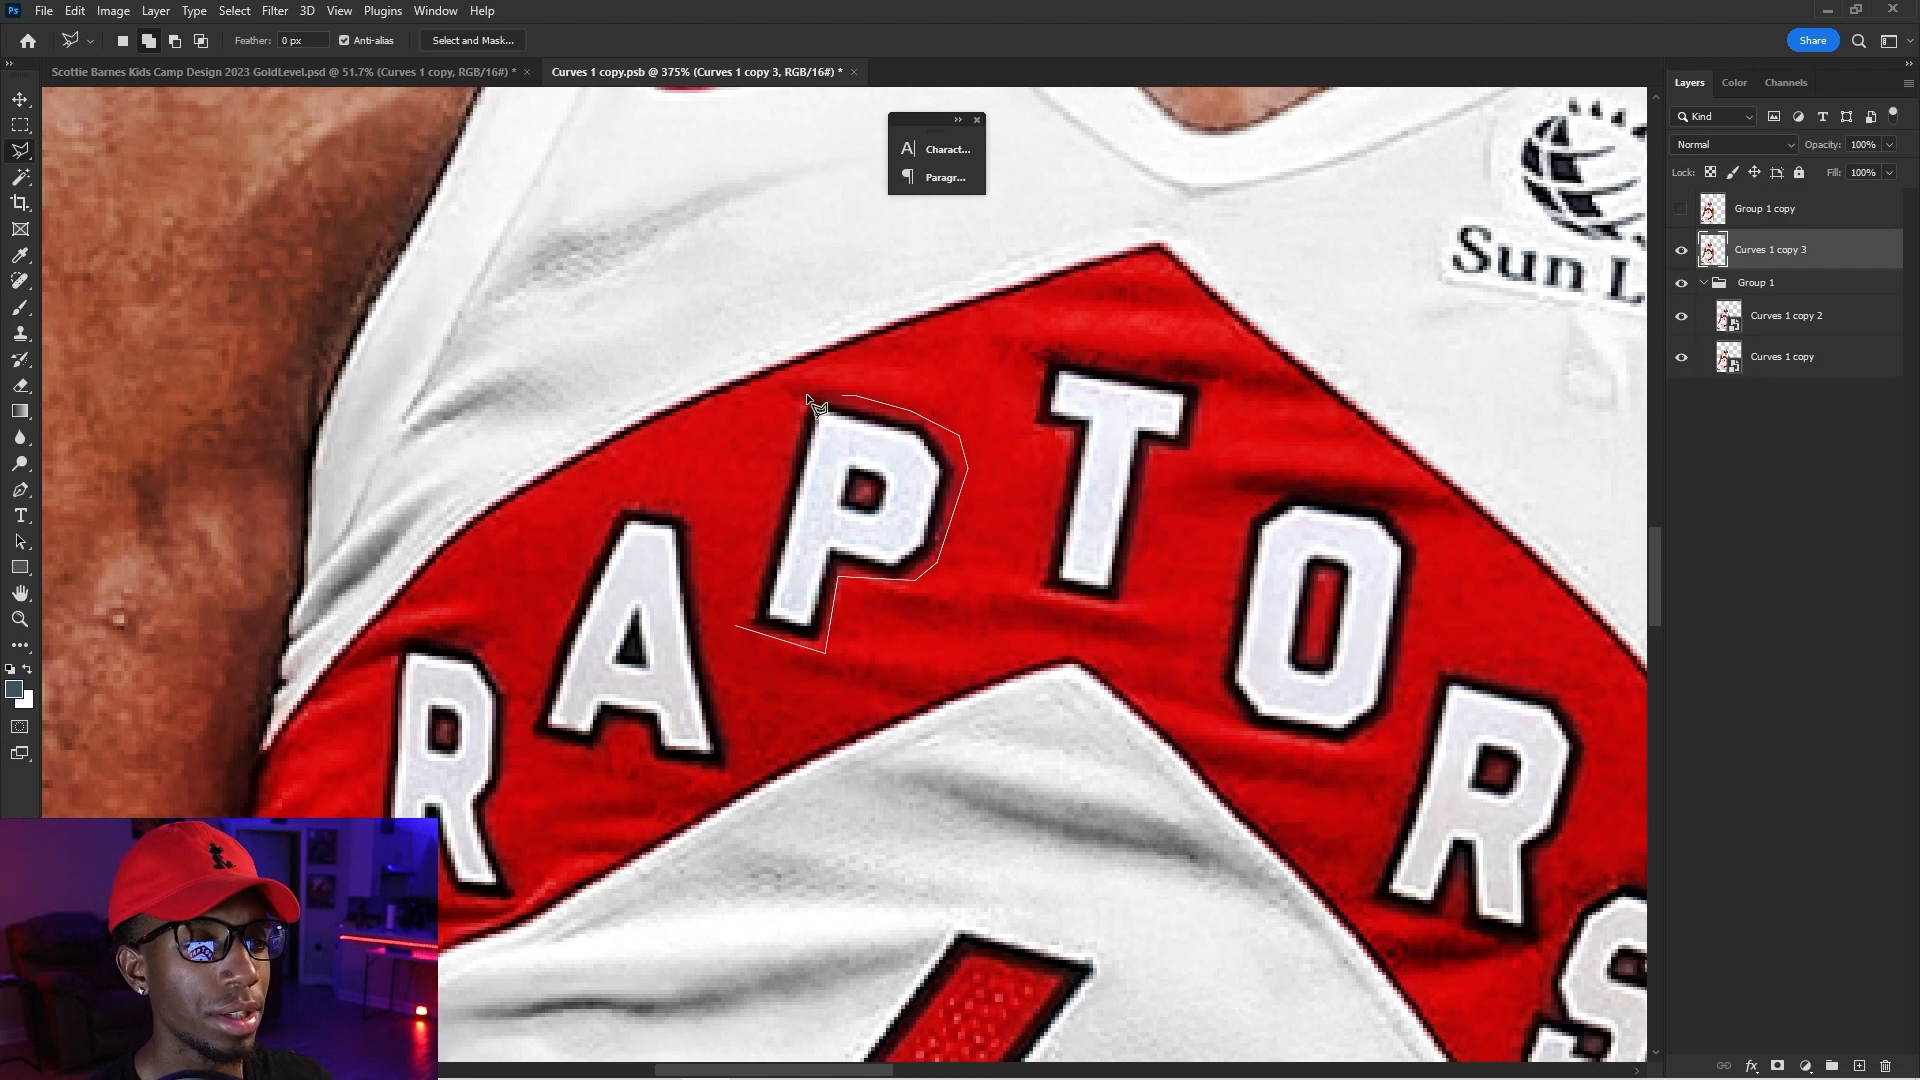 Ps File Edit Image Layer Type Select Filter 3D View Plugins Window Help
Feather: 0 px Anti-alias Select and Mask... Share
Scottie Barnes Kids Camp Design 2023 GoldLevel.psd @ 51.7% (Curves 1 copy, RGB/16#) * × Curves 1 copy.psb @ 375% (Curves 1 copy 3, RGB/16#) * ×
Layers Color Channels
Kind
Normal Opacity: 100%
Lock: Fill: 100%
Group 1 copy
Curves 1 copy 3
Group 1
Curves 1 copy 2
Curves 1 copy
Charact...
Paragr...
Sun L
RAPTORS